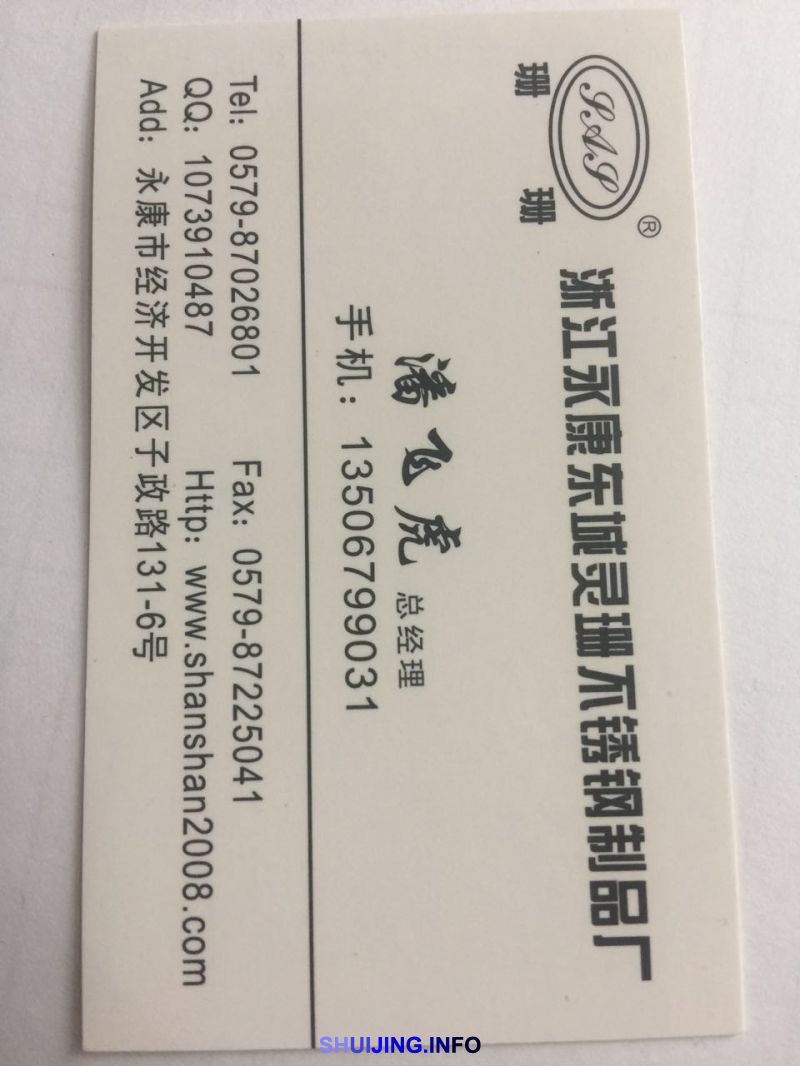 SAS
®
珊 珊
浙江永康东城灵珊不锈钢制品厂
潘飞虎 总经理
手机：13506799031
Tel: 0579-87026801 Fax: 0579-87225041
QQ: 1073910487 Http: www.shanshan2008.com
Add: 永康市经济开发区子政路131-6号
SHUIJING.INFO